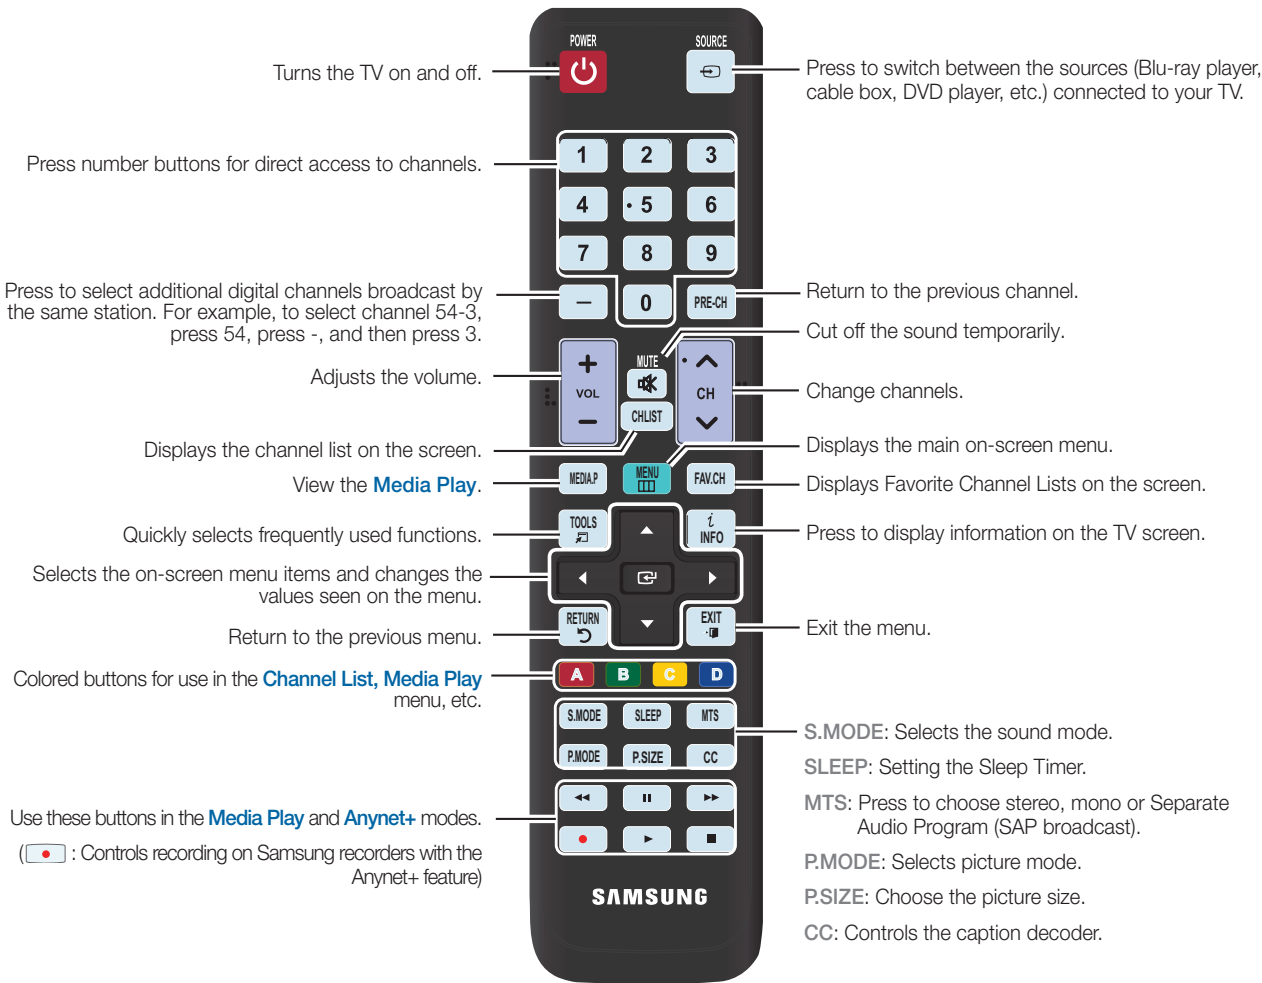 POWER
SOURCE
Turns the TV on and off.
Press to switch between the sources (Blu-ray player,
cable box, DVD player, etc.) connected to your TV.
1 2 3
Press number buttons for direct access to channels.
4 5 6
7 8 9
Press to select additional digital channels broadcast by
the same station. For example, to select channel 54-3,
press 54, press -, and then press 3.
— 0 PRE-CH
Return to the previous channel.
Cut off the sound temporarily.
MUTE
+
VOL
—
CH
Adjusts the volume.
Change channels.
CHLIST
Displays the channel list on the screen.
Displays the main on-screen menu.
View the Media Play.
MEDIA.P
MENU
FAV.CH
Displays Favorite Channel Lists on the screen.
TOOLS
i
INFO
Quickly selects frequently used functions.
Press to display information on the TV screen.
Selects the on-screen menu items and changes the
values seen on the menu.
RETURN
EXIT
Return to the previous menu.
Exit the menu.
Colored buttons for use in the Channel List, Media Play
menu, etc.
A B C D
S.MODE SLEEP MTS
P.MODE P.SIZE CC
S.MODE: Selects the sound mode.
SLEEP: Setting the Sleep Timer.
MTS: Press to choose stereo, mono or Separate
Audio Program (SAP broadcast).
P.MODE: Selects picture mode.
P.SIZE: Choose the picture size.
CC: Controls the caption decoder.
Use these buttons in the Media Play and Anynet+ modes.
( : Controls recording on Samsung recorders with the
Anynet+ feature)
SAMSUNG